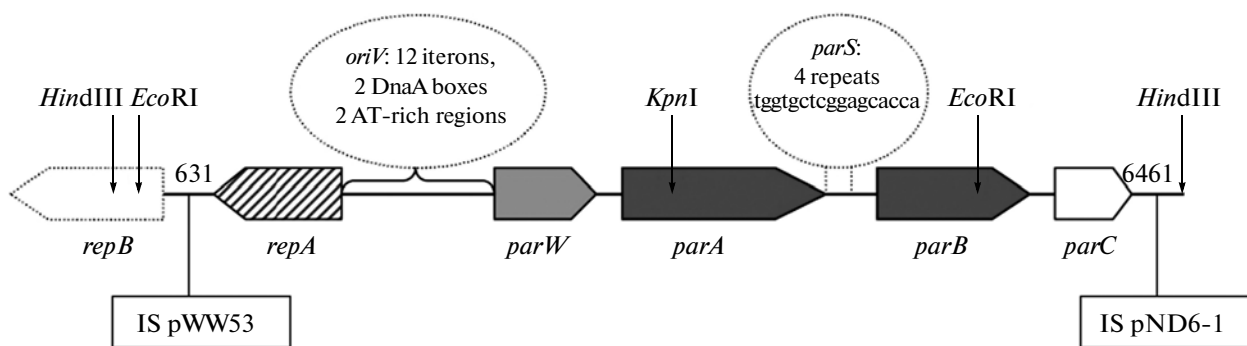 oriV: 12 iterons,
2 DnaA boxes
2 AT-rich regions
parS:
4 repeats
tggtgctcggagcacca
HindIII
EcoRI
KpnI
EcoRI
HindIII
631
6461
repB
repA
parW
parA
parB
parC
IS pWW53
IS pND6-1